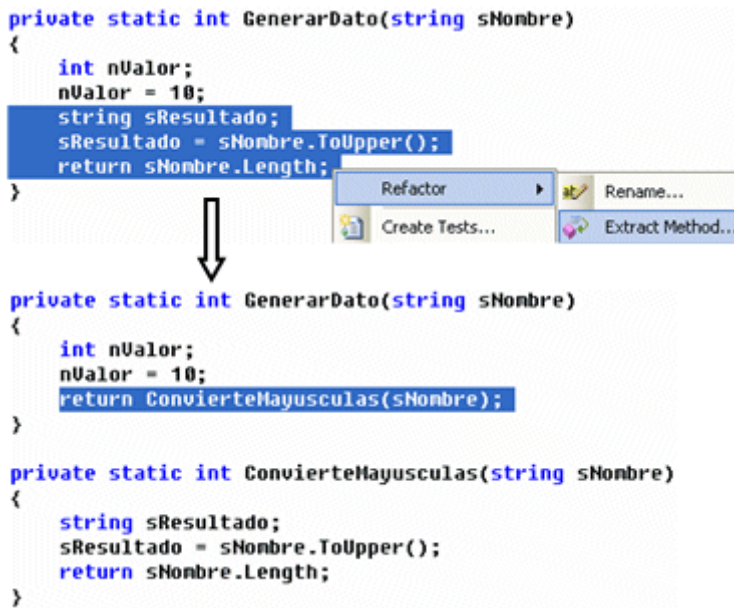 private static int GenerarDato(string sNombre)
{
int nValor;
nValor = 10;
string sResultado;
sResultado = sNombre.ToUpper();
return sNombre.Length;
}
Refactor
Rename...
Create Tests...
Extract Method...
private static int GenerarDato(string sNombre)
{
int nValor;
nValor = 10;
return ConvierteMayusculas(sNombre);
}
private static int ConvierteMayusculas(string sNombre)
{
string sResultado;
sResultado = sNombre.ToUpper();
return sNombre.Length;
}